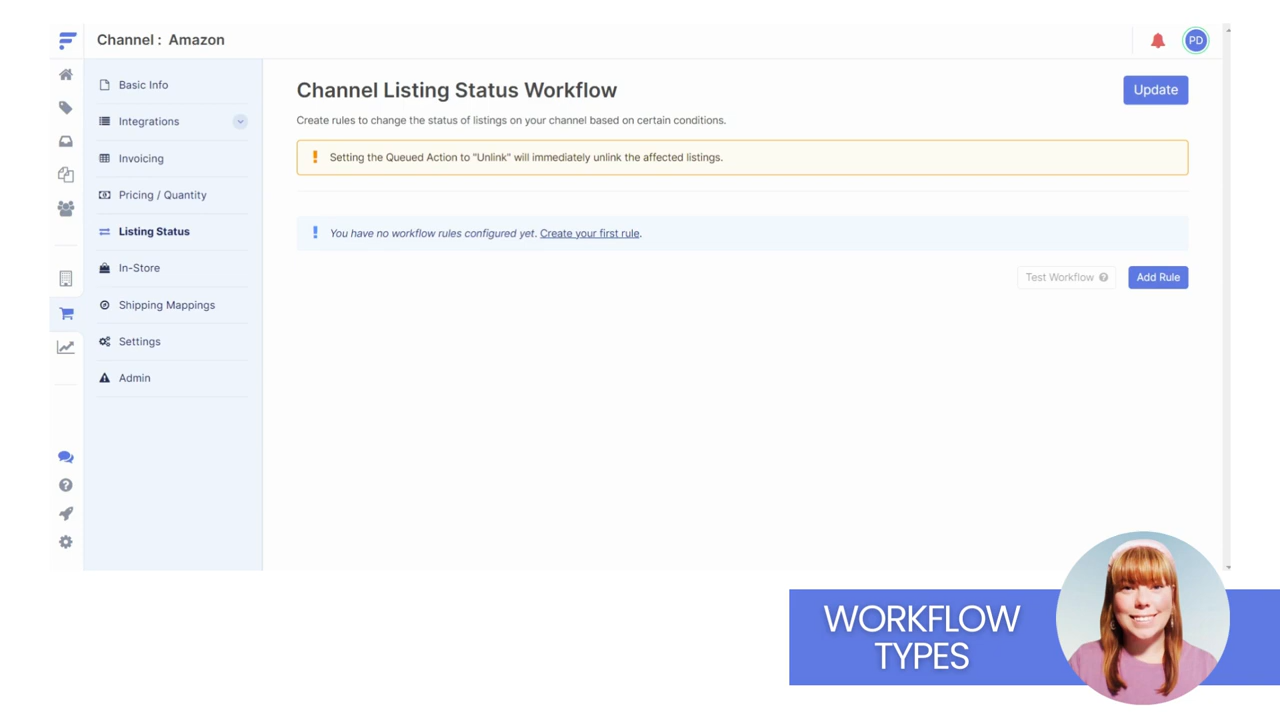 Channel : Amazon
PD
Basic Info
Integrations
Invoicing
Pricing / Quantity
Listing Status
In-Store
Shipping Mappings
Settings
Admin
Channel Listing Status Workflow
Update
Create rules to change the status of listings on your channel based on certain conditions.
Setting the Queued Action to "Unlink" will immediately unlink the affected listings.
You have no workflow rules configured yet. Create your first rule.
Test Workflow
Add Rule
WORKFLOW
TYPES